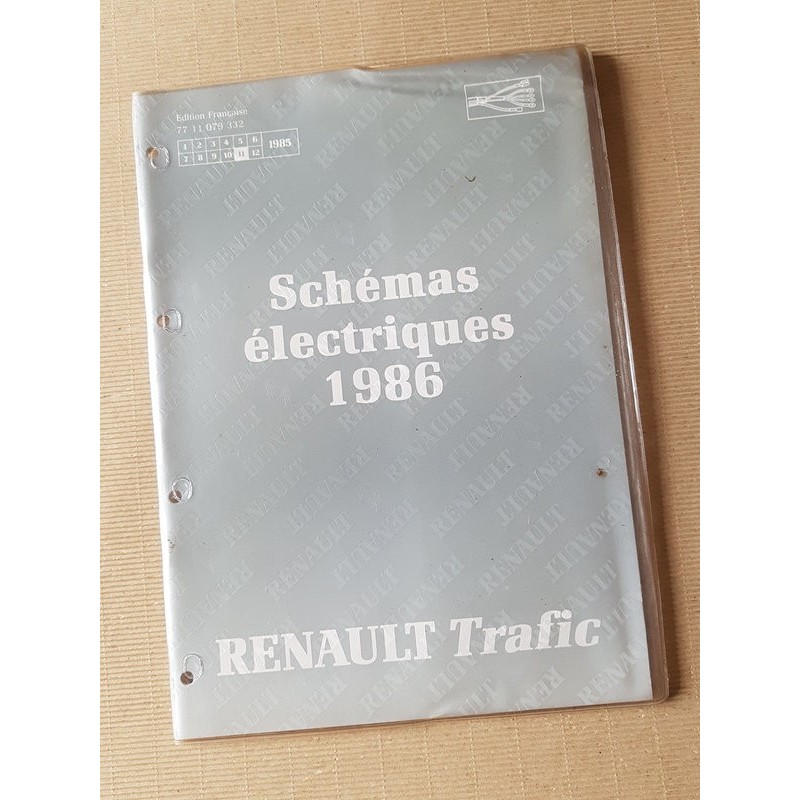 Edition Française
77 11 079 332
1 2 3 4 5 6 1985
7 8 9 10 11 12
Schémas
électriques
1986
RENAULT Trafic